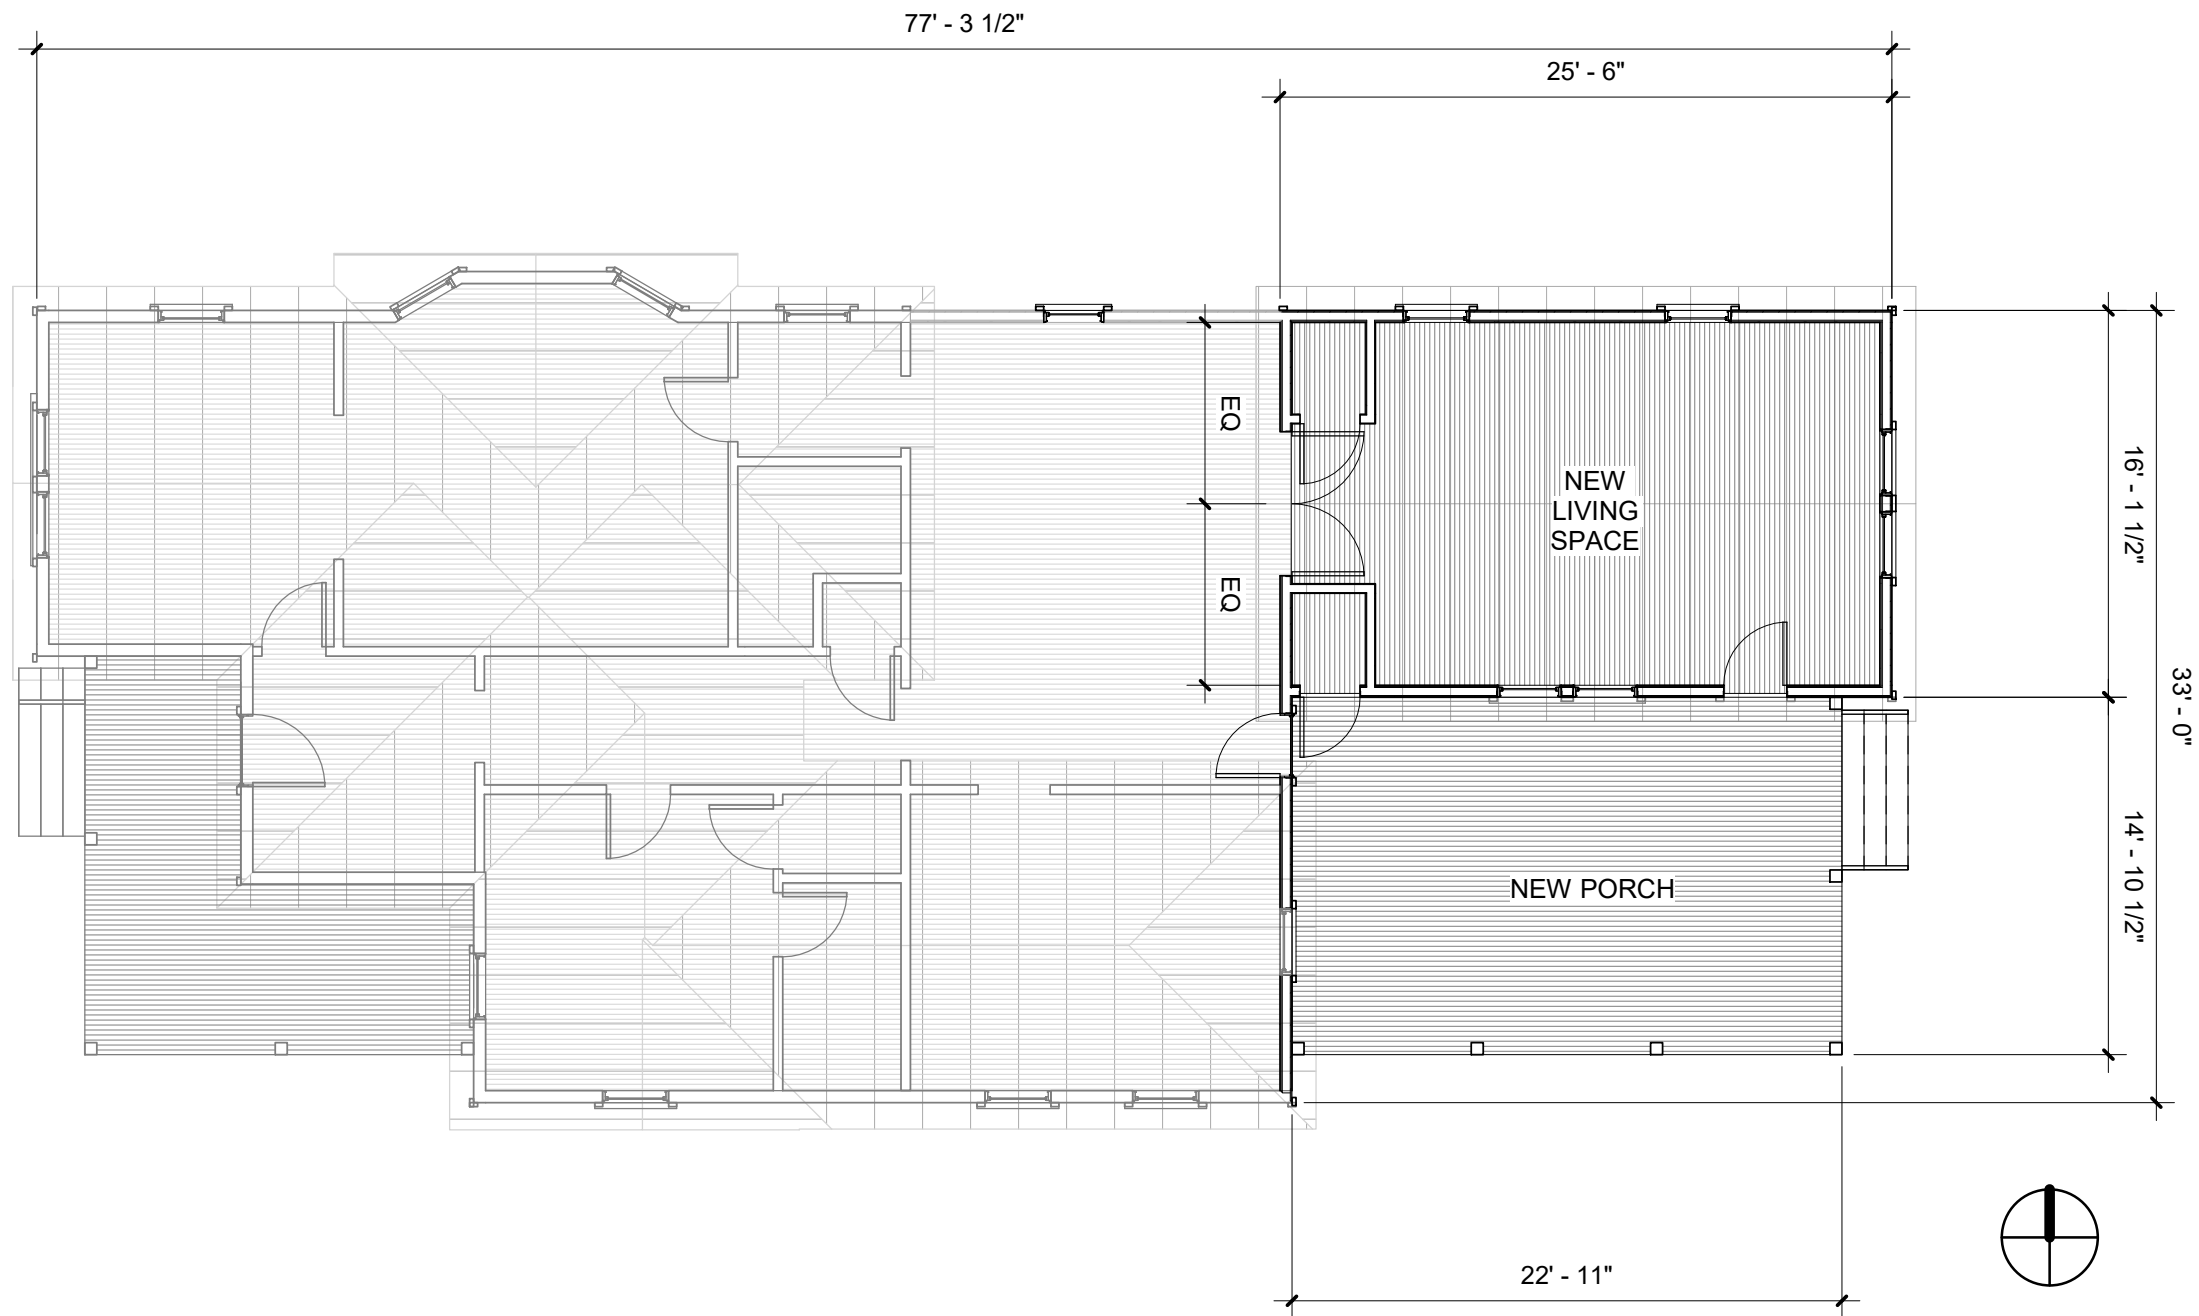 77' - 3 1/2"
25' - 6"
EQ
NEW
LIVING
SPACE
16' - 1 1/2"
EQ
33' - 0"
14' - 10 1/2"
NEW PORCH
22' - 11"